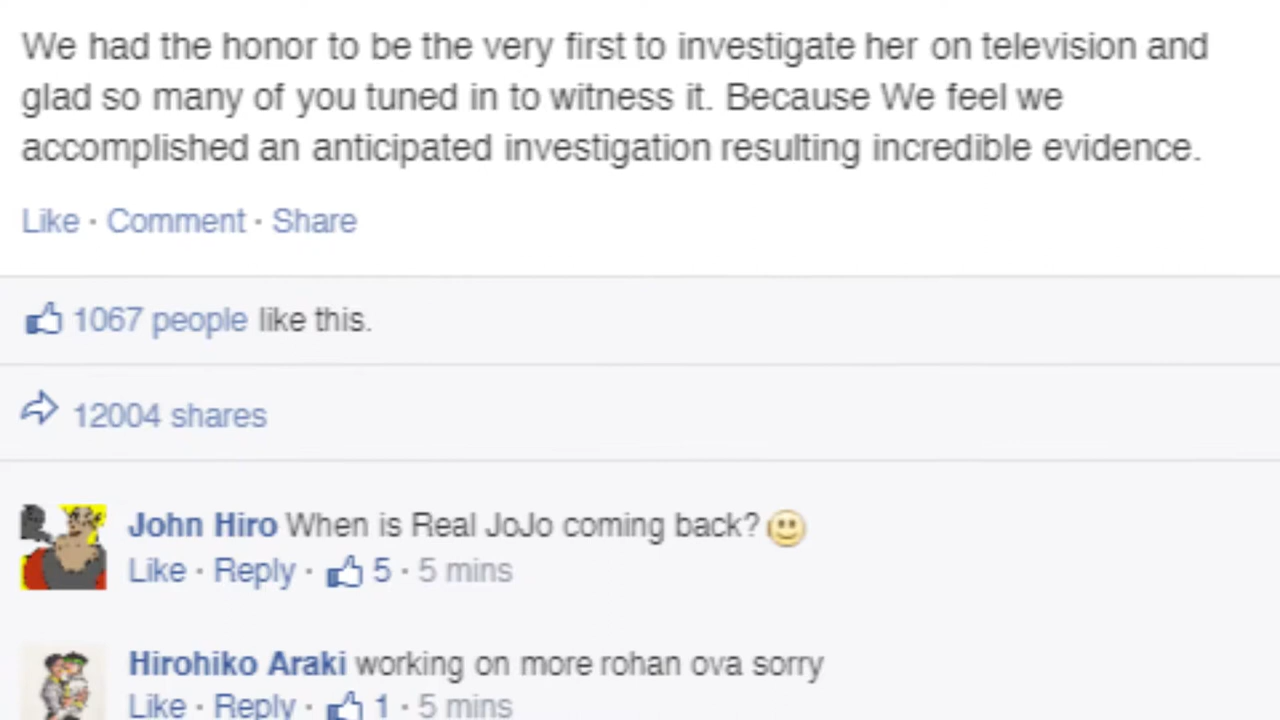 We had the honor to be the very first to investigate her on television and
glad so many of you tuned in to witness it. Because We feel we
accomplished an anticipated investigation resulting incredible evidence.
Like · Comment · Share
1067 people like this.
12004 shares
John Hiro When is Real JoJo coming back?
Like · Reply · 5 · 5 mins
Hirohiko Araki working on more rohan ova sorry
Like · Reply · 1 · 5 mins